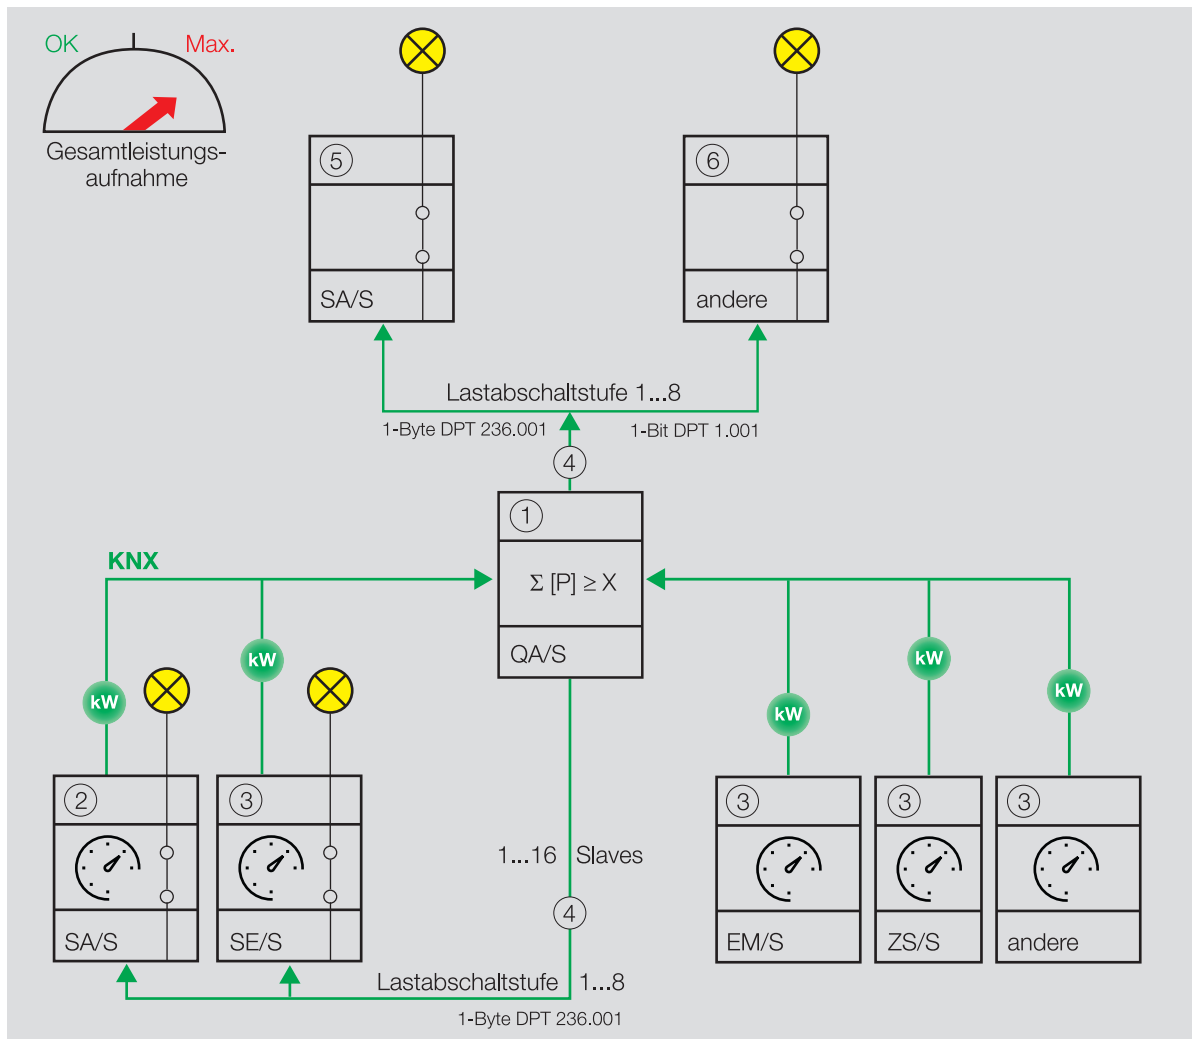 OK
Max.
Gesamtleistungs-
aufnahme
5
SA/S
6
andere
Lastabschaltstufe 1...8
1-Byte DPT 236.001
1-Bit DPT 1.001
4
1
Σ [P] ≥ X
QA/S
KNX
kW
kW
kW
kW
kW
2
SA/S
3
SE/S
3
EM/S
3
ZS/S
3
andere
1...16 Slaves
4
Lastabschaltstufe 1...8
1-Byte DPT 236.001